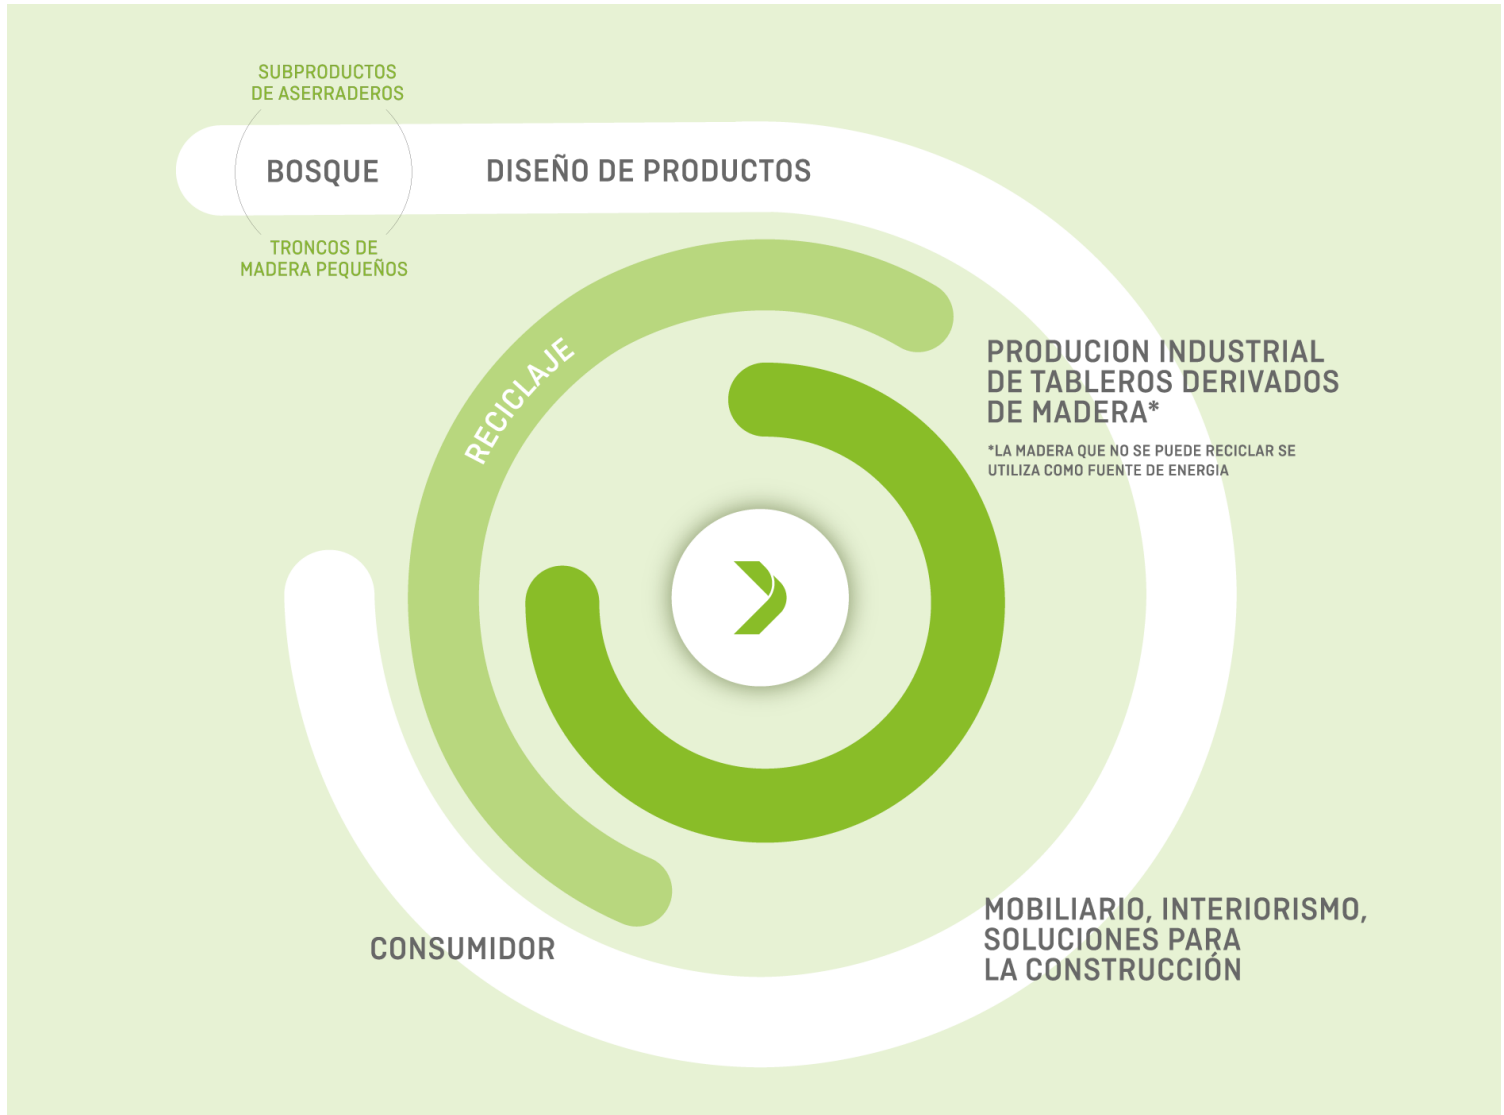 SUBPRODUCTOS
DE ASERRADEROS
BOSQUE
DISEÑO DE PRODUCTOS
TRONCOS DE
MADERA PEQUEÑOS
RECICLAJE
PRODUCION INDUSTRIAL
DE TABLEROS DERIVADOS
DE MADERA*
*LA MADERA QUE NO SE PUEDE RECICLAR SE
UTILIZA COMO FUENTE DE ENERGIA
MOBILIARIO, INTERIORISMO,
SOLUCIONES PARA
LA CONSTRUCCIÓN
CONSUMIDOR